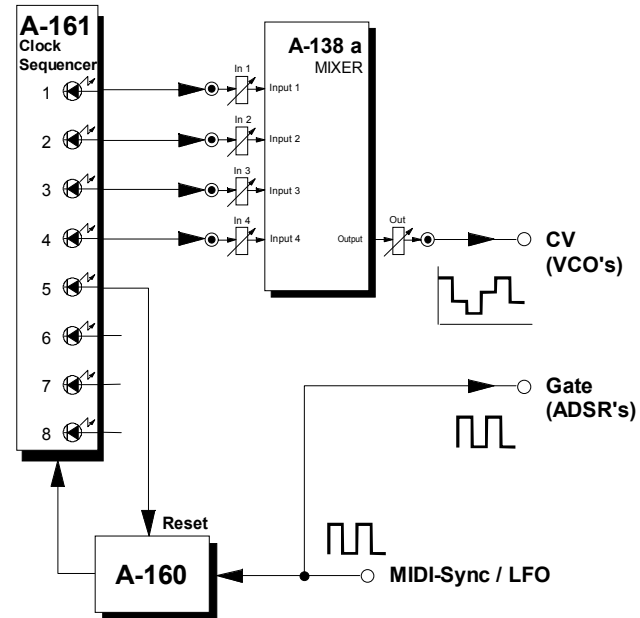 A-161
Clock
Sequencer
1
2
3
4
5
6
7
8
A-138 a
MIXER
In 1
Input 1
In 2
Input 2
In 3
Input 3
In 4
Input 4
Output
Out
CV
(VCO's)
Gate
(ADSR's)
Reset
A-160
MIDI-Sync / LFO